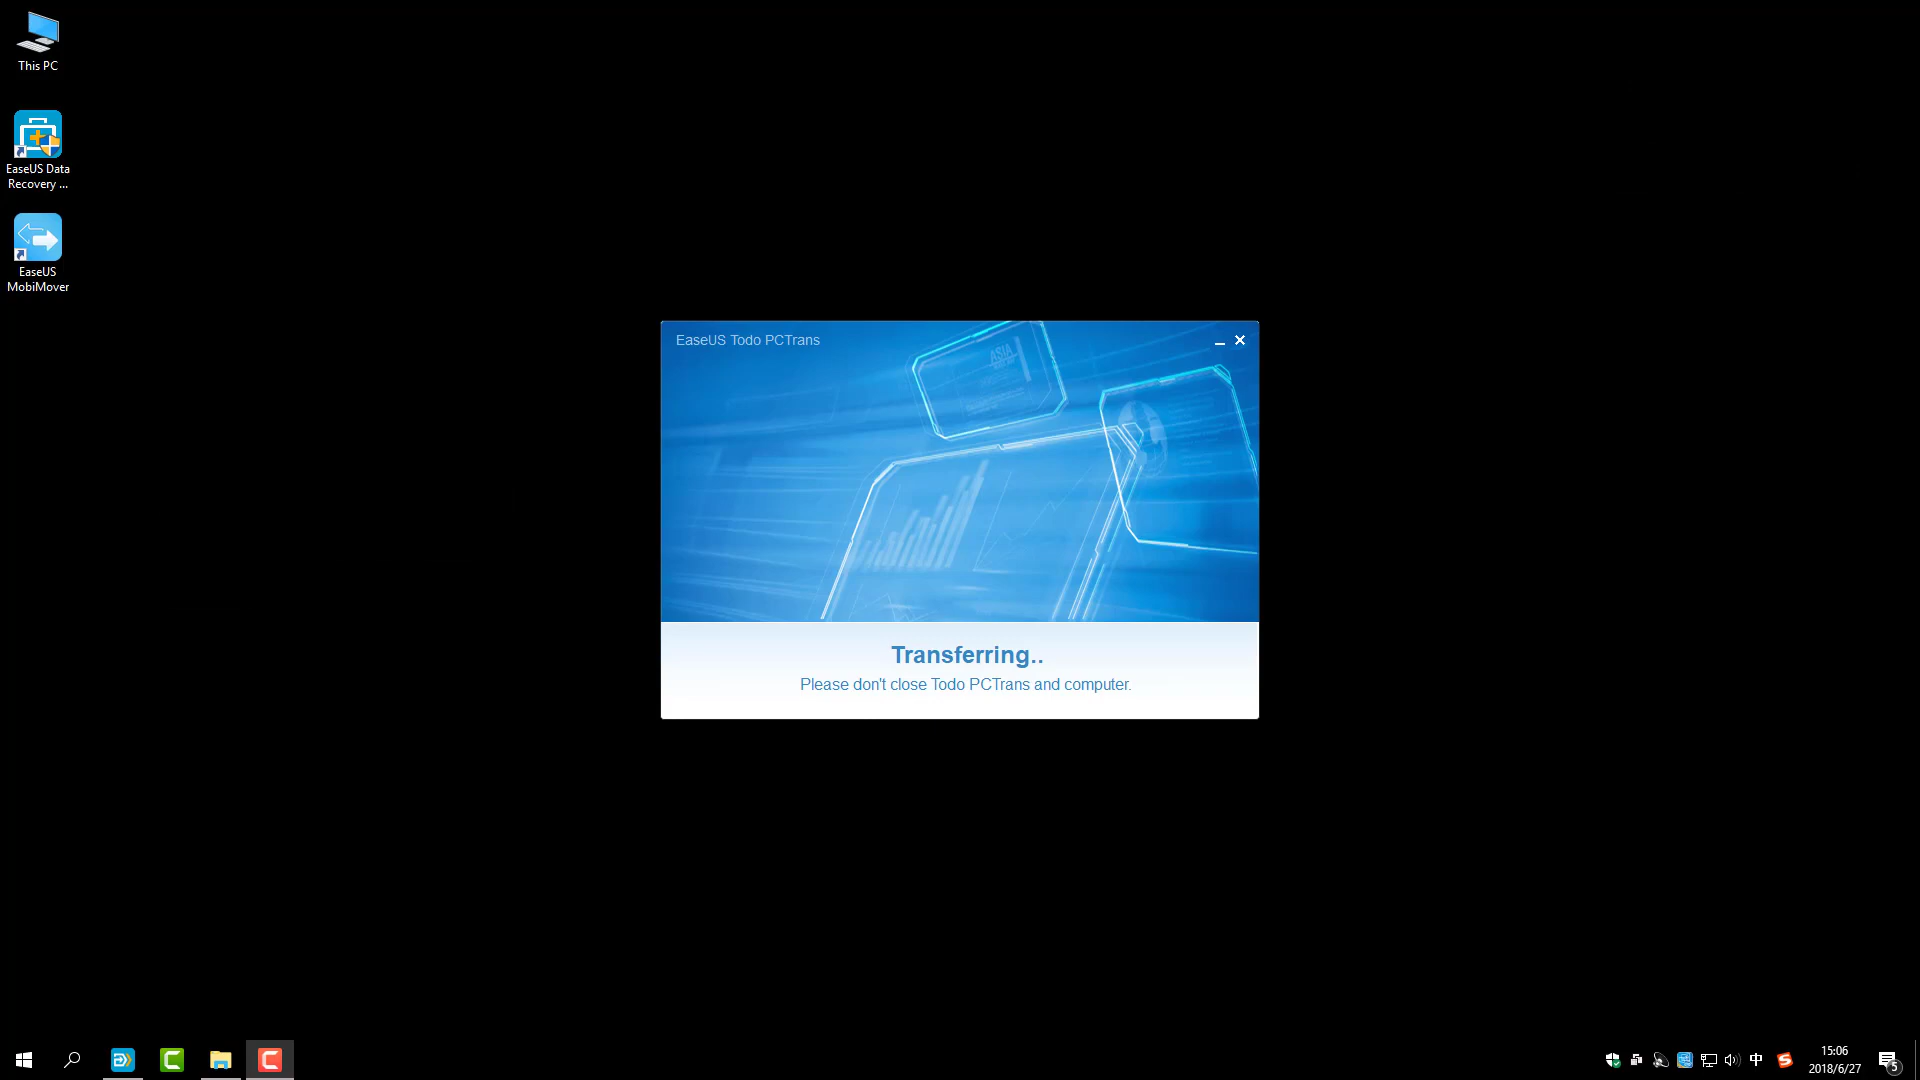 This PC
EaseUS Data
Recovery ...
EaseUS
MobiMover
EaseUS Todo PCTrans
ASIA
Transferring..
Please don't close Todo PCTrans and computer.
中
15:06
2018/6/27
5